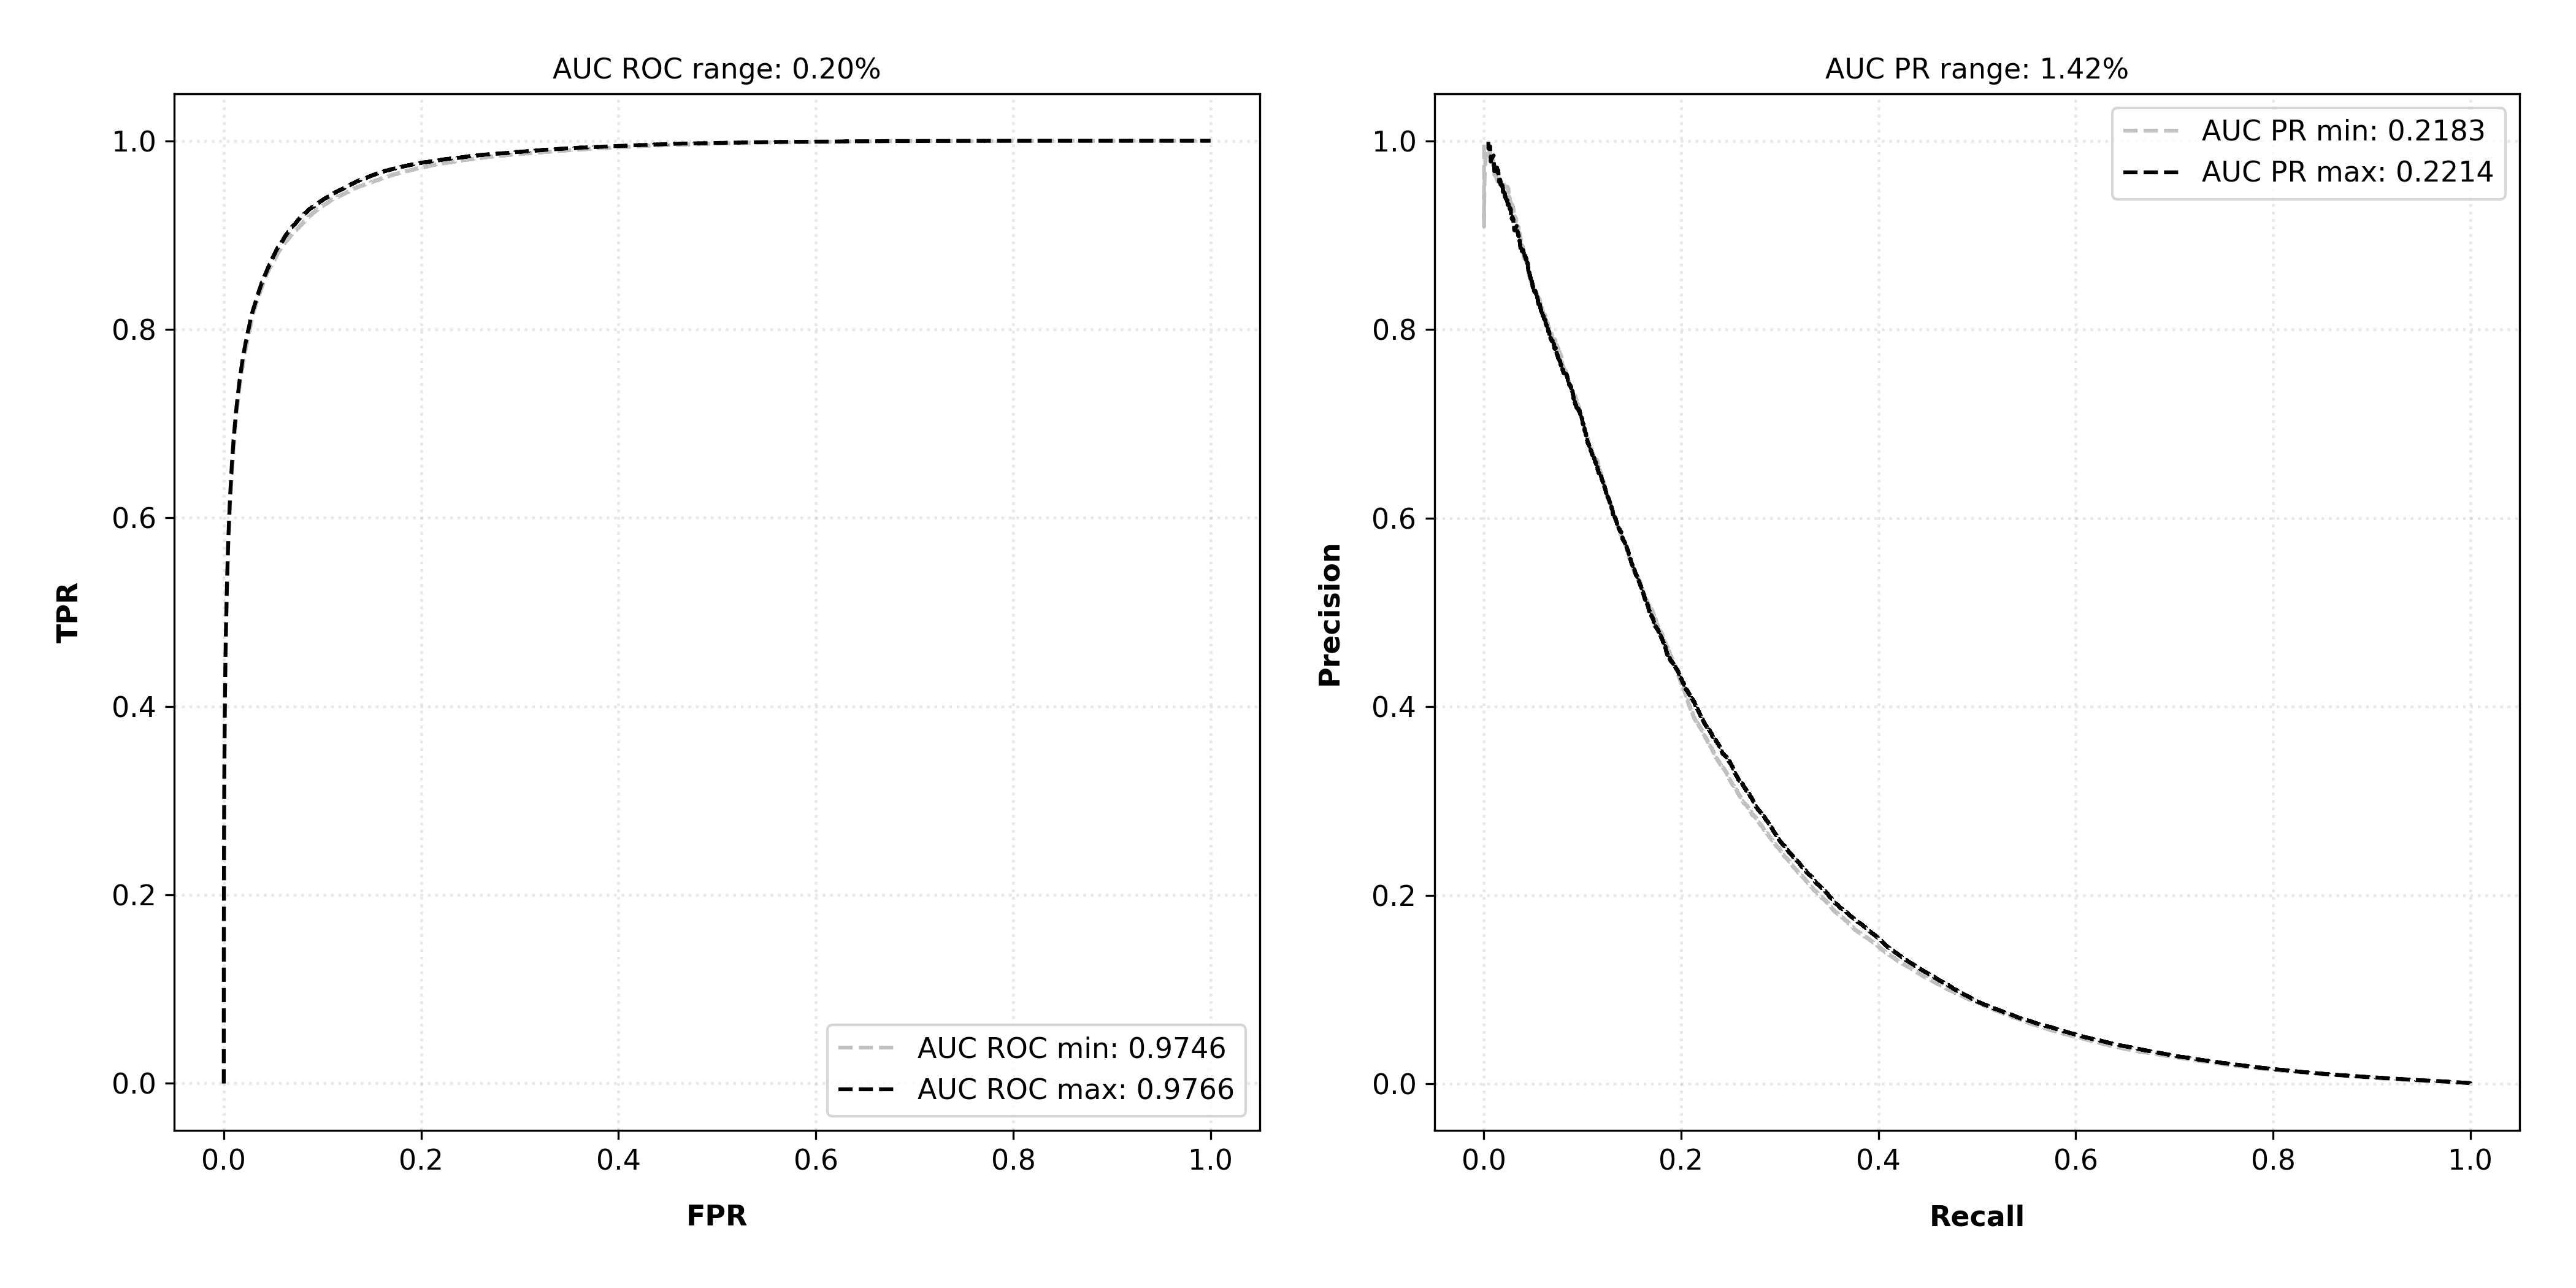 AUC ROC range: 0.20%
TPR
1.0
0.8
0.6
0.4
0.2
0.0
AUC ROC min: 0.9746
AUC ROC max: 0.9766
0.0 0.2 0.4 0.6 0.8 1.0
FPR
AUC PR range: 1.42%
Precision
1.0
0.8
0.6
0.4
0.2
0.0
AUC PR min: 0.2183
AUC PR max: 0.2214
0.0 0.2 0.4 0.6 0.8 1.0
Recall